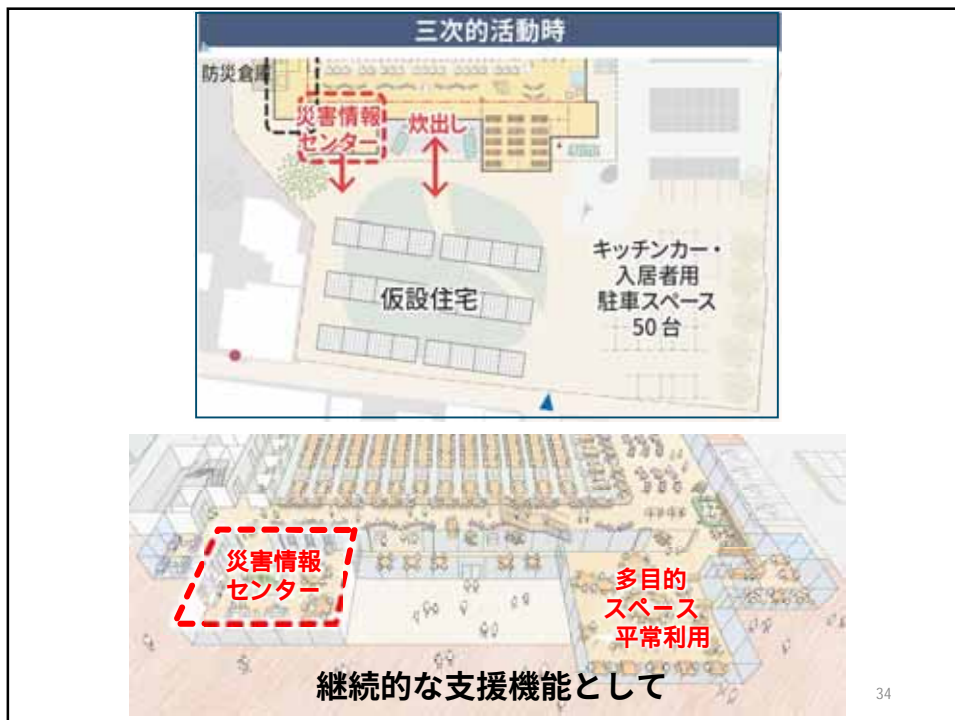 三次的活動時
防災倉庫
災害情報
センター
炊出し
キッチンカー・
入居者用
駐車スペース
50台
仮設住宅
災害情報
センター
多目的
スペース
平常利用
継続的な支援機能として
34